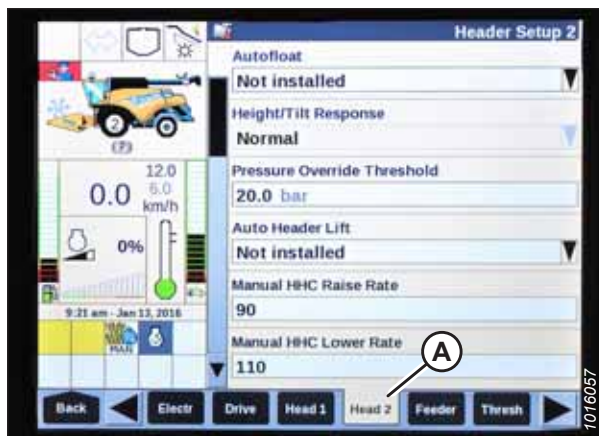 Header Setup 2
Autofloat
Not installed
Height/Tilt Response
Normal
Pressure Override Threshold
20.0 bar
Auto Header Lift
Not installed
Manual HHC Raise Rate
90
Manual HHC Lower Rate
110
2
(P)
12.0
0.0
6.0
km/h
0%
9:21 am - Jan 13, 2016
MAN
A
Back
Electr
Drive
Head 1
Head 2
Feeder
Thresh
1016057